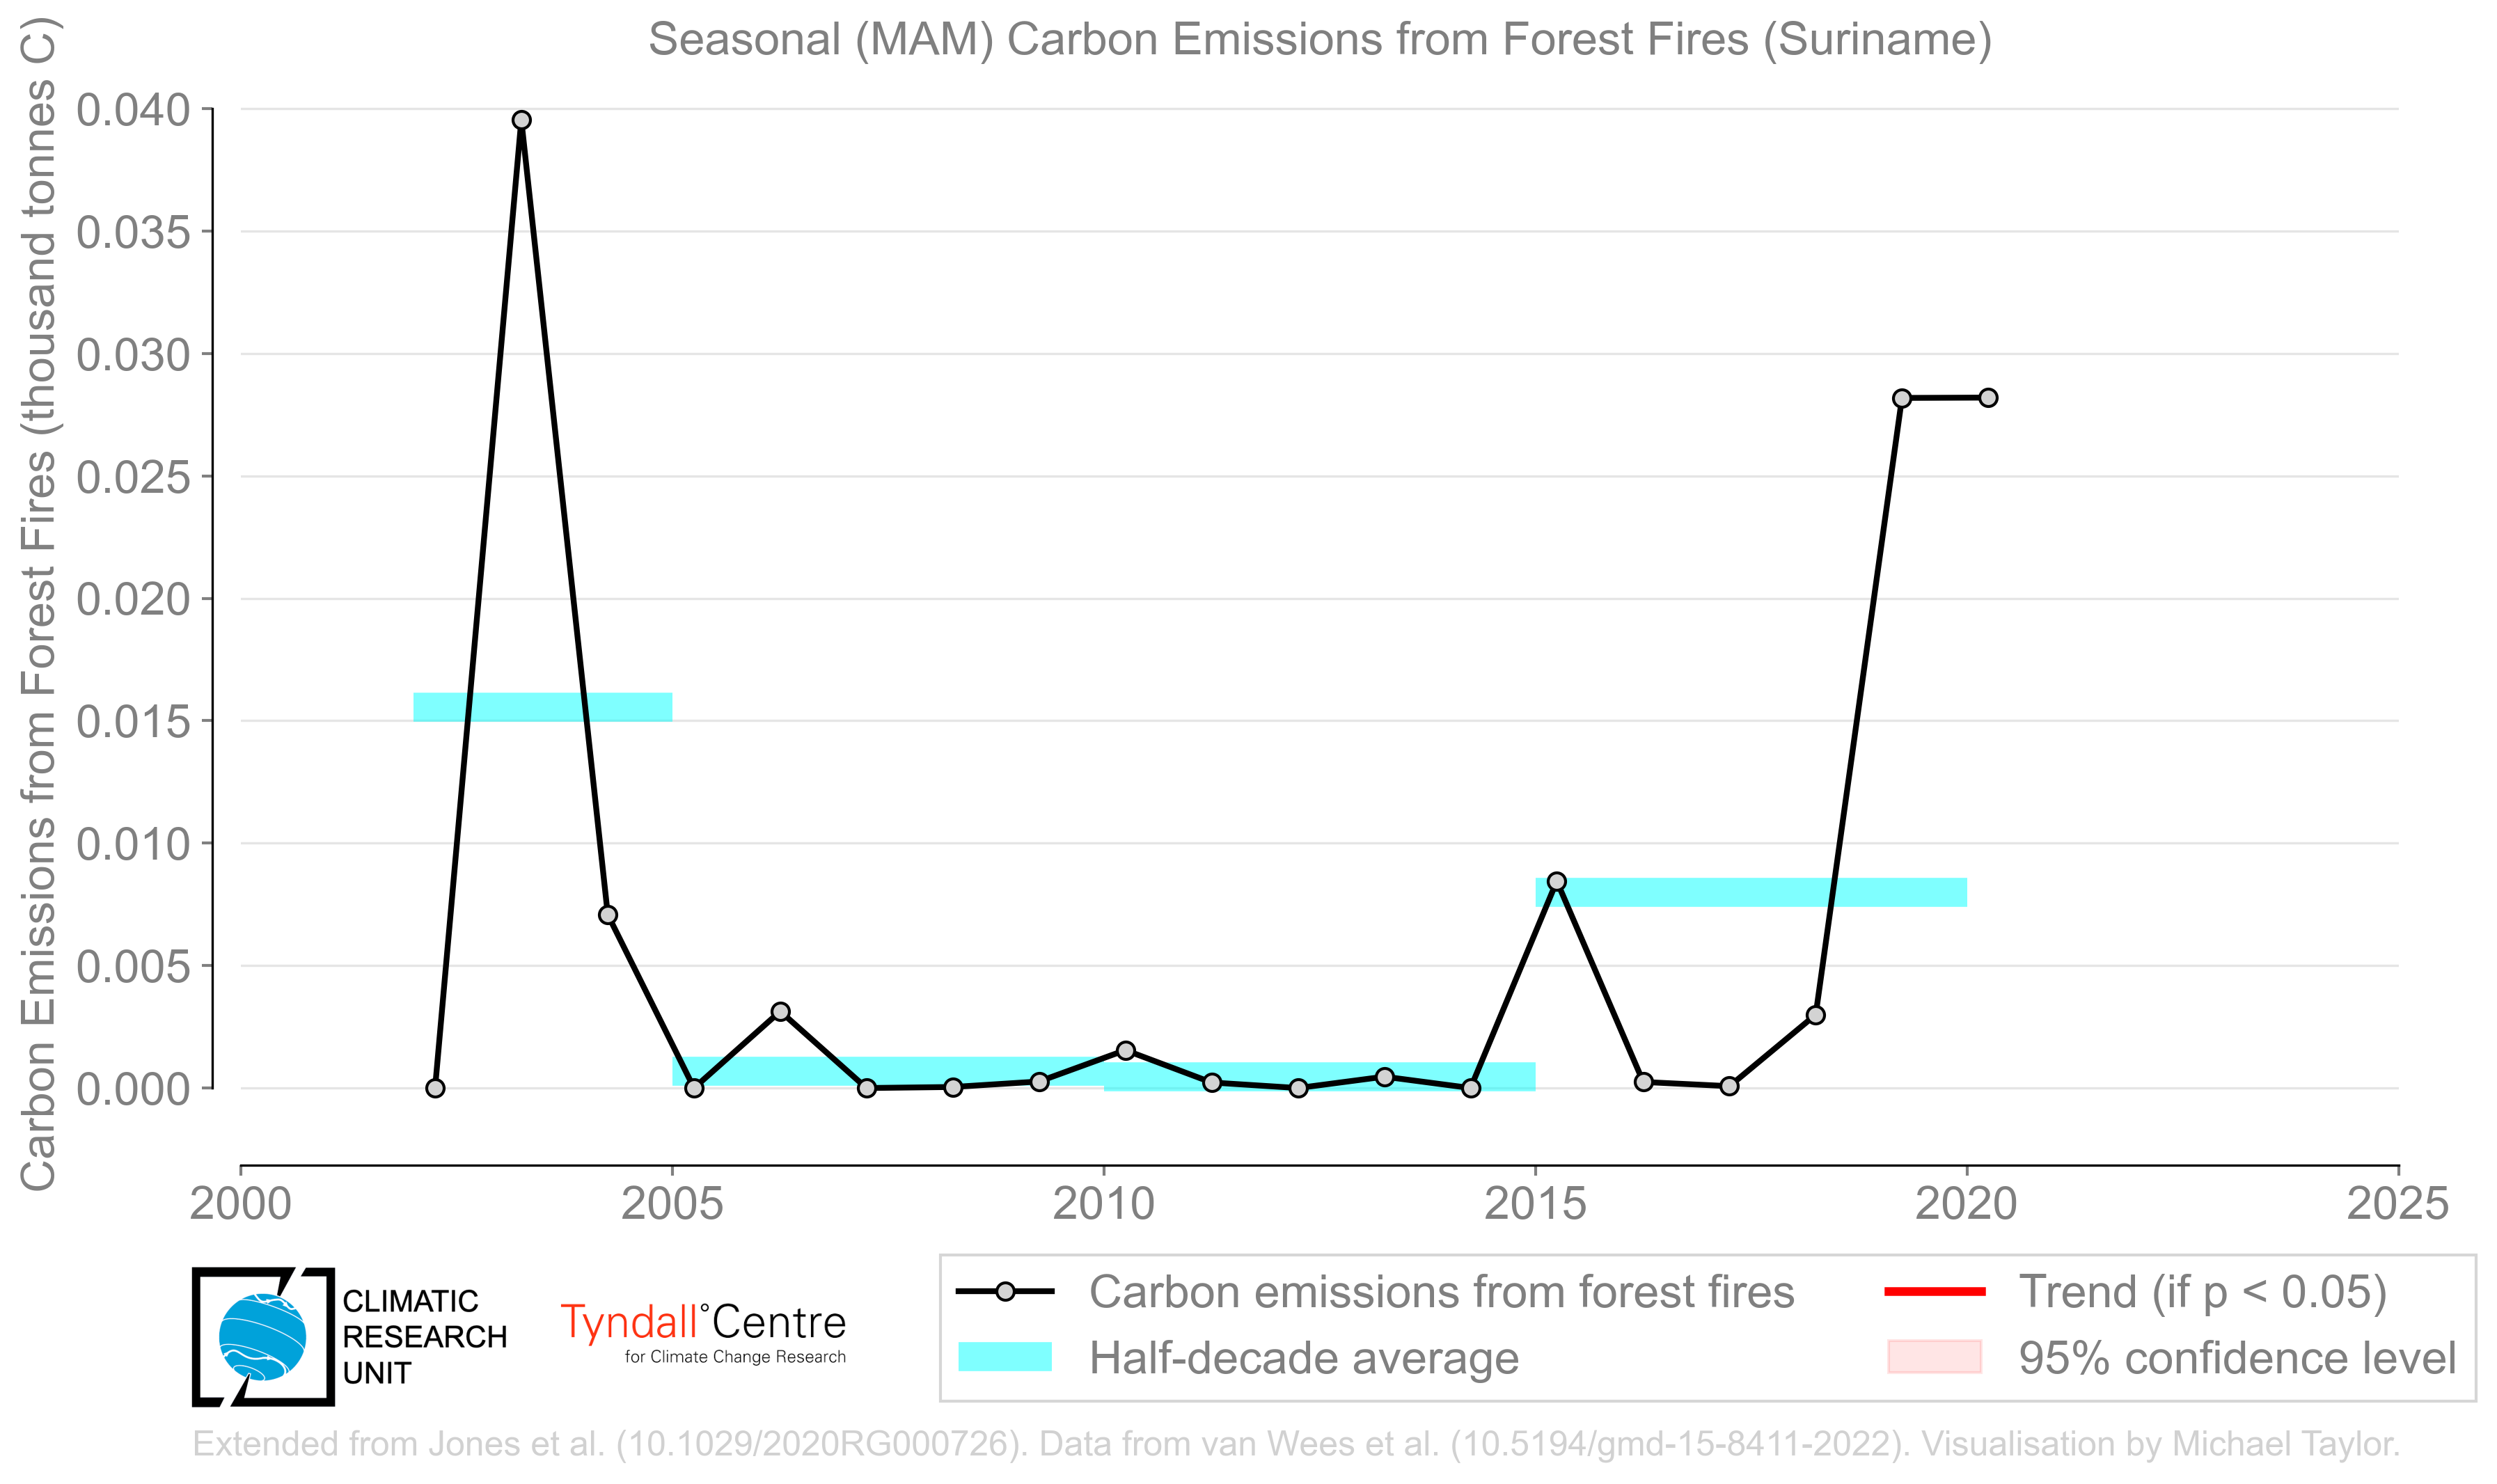 Seasonal (MAM) Carbon Emissions from Forest Fires (Suriname)
Carbon Emissions from Forest Fires (thousand tonnes C)
0.040
0.035
0.030
0.025
0.020
0.015
0.010
0.005
0.000
2000 2005 2010 2015 2020 2025
CLIMATIC
RESEARCH
UNIT
Tyndall°Centre
for Climate Change Research
Carbon emissions from forest fires
Half-decade average
Trend (if p < 0.05)
95% confidence level
Extended from Jones et al. (10.1029/2020RG000726). Data from van Wees et al. (10.5194/gmd-15-8411-2022). Visualisation by Michael Taylor.